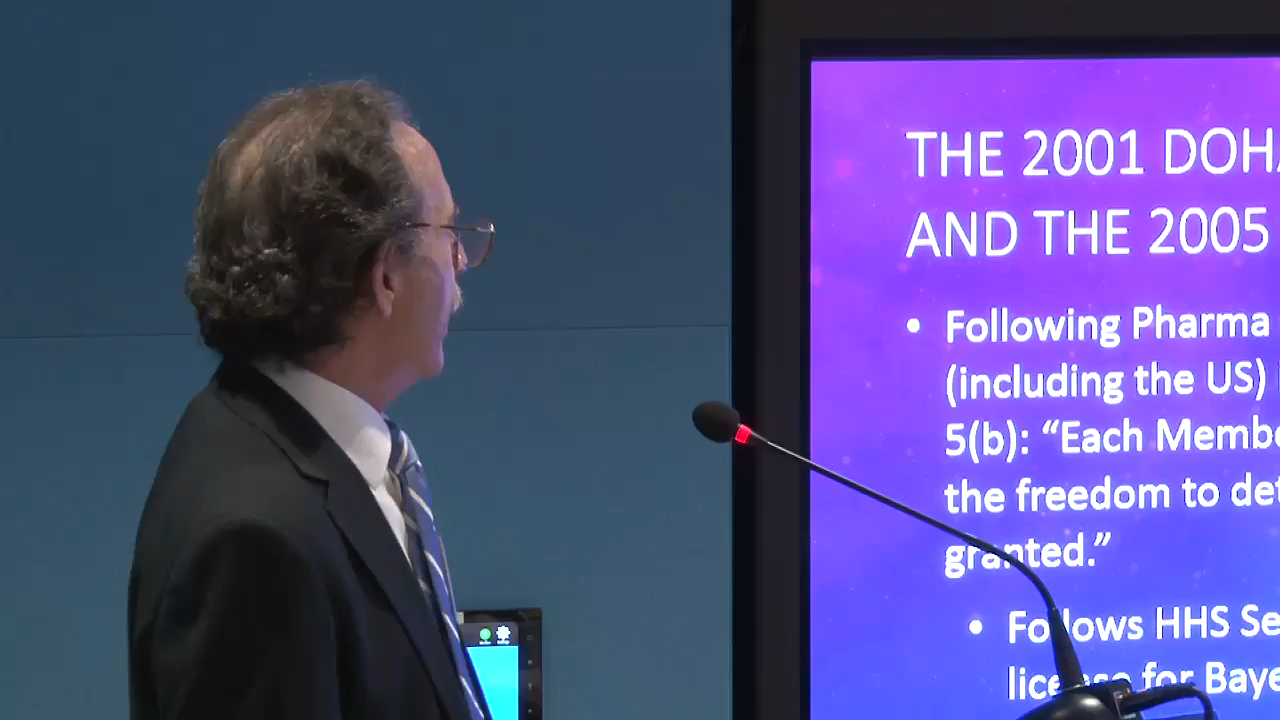 THE 2001 DOHA
AND THE 2005
• Following Pharma
(including the US)
5(b): “Each Membe
the freedom to det
granted.”
• Follows HHS Se
license for Baye